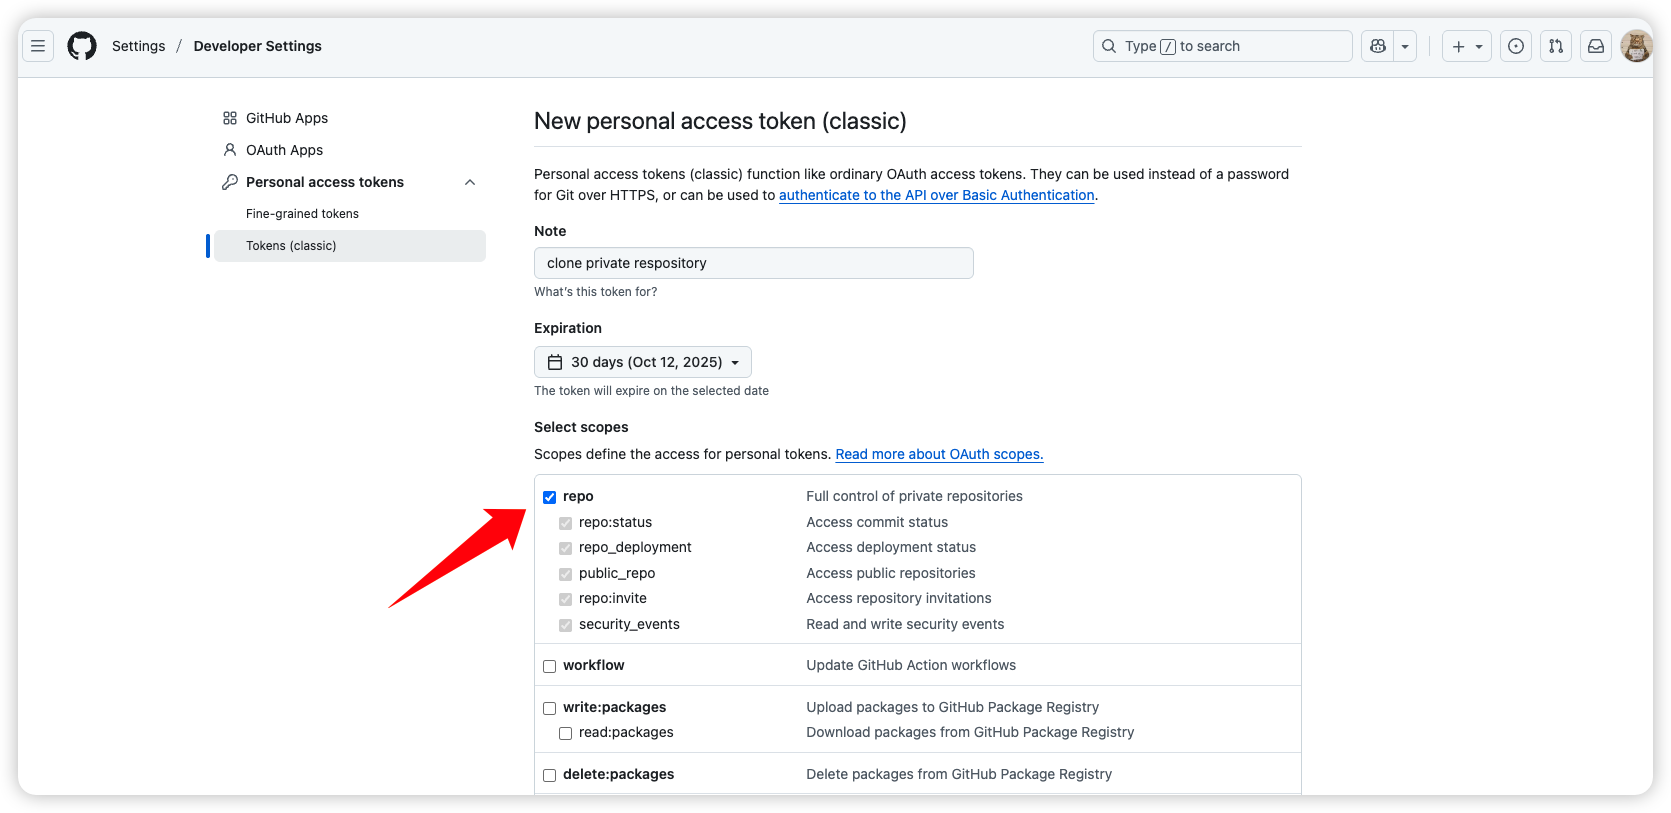 Settings / Developer Settings
Type / to search
GitHub Apps
OAuth Apps
Personal access tokens
Fine-grained tokens
Tokens (classic)
New personal access token (classic)
Personal access tokens (classic) function like ordinary OAuth access tokens. They can be used instead of a password
for Git over HTTPS, or can be used to authenticate to the API over Basic Authentication.
Note
clone private respository
What's this token for?
Expiration
30 days (Oct 12, 2025)
The token will expire on the selected date
Select scopes
Scopes define the access for personal tokens. Read more about OAuth scopes.
repo Full control of private repositories
repo:status Access commit status
repo_deployment Access deployment status
public_repo Access public repositories
repo:invite Access repository invitations
security_events Read and write security events
workflow Update GitHub Action workflows
write:packages Upload packages to GitHub Package Registry
read:packages Download packages from GitHub Package Registry
delete:packages Delete packages from GitHub Package Registry